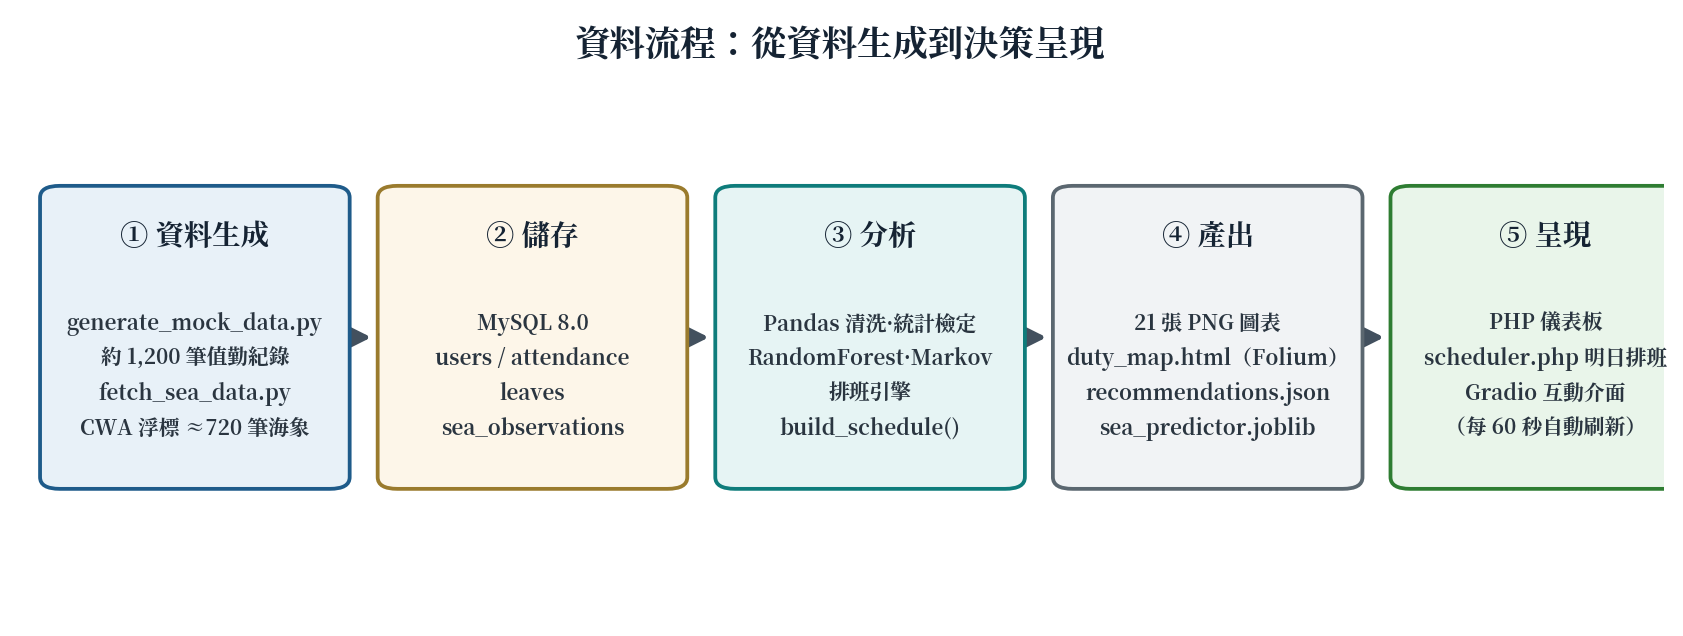 資料流程：從資料生成到決策呈現
① 資料生成
generate_mock_data.py
約 1,200 筆值勤紀錄
fetch_sea_data.py
CWA 浮標 ≈720 筆海象
② 儲存
MySQL 8.0
users / attendance
leaves
sea_observations
③ 分析
Pandas 清洗·統計檢定
RandomForest·Markov
排班引擎
build_schedule()
④ 產出
21 張 PNG 圖表
duty_map.html（Folium）
recommendations.json
sea_predictor.joblib
⑤ 呈現
PHP 儀表板
scheduler.php 明日排班
Gradio 互動介面
（每 60 秒自動刷新）